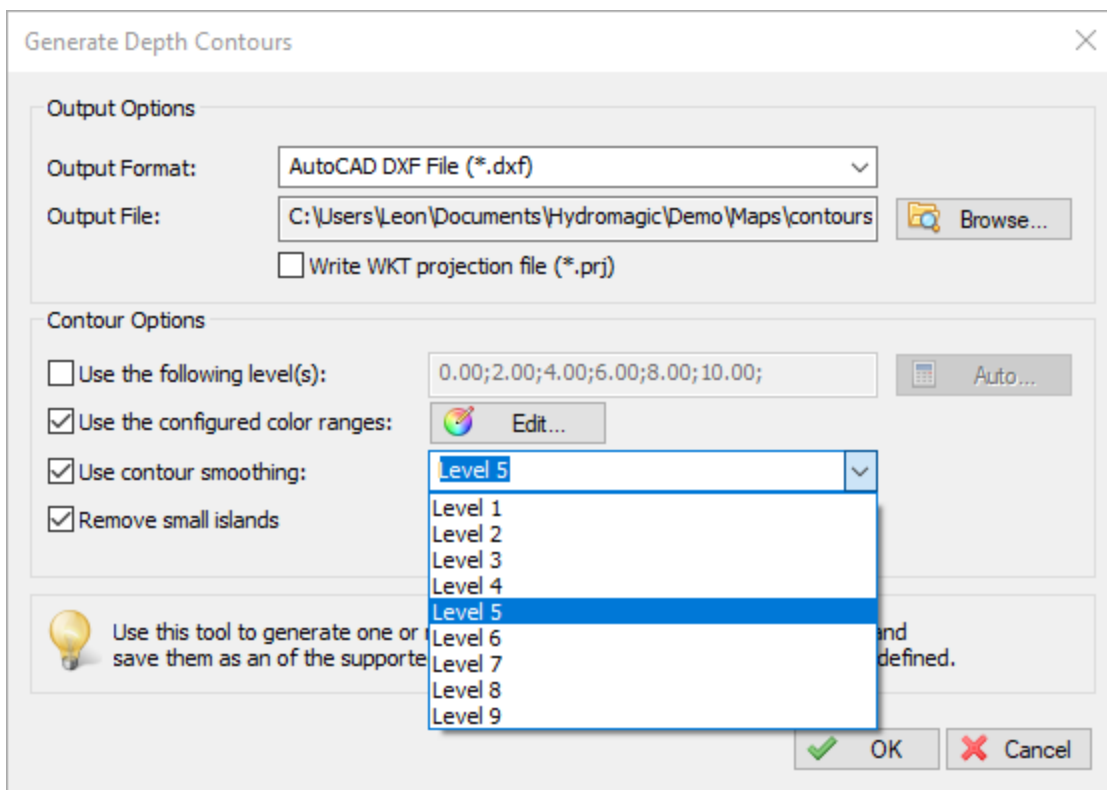 Generate Depth Contours
Output Options
Output Format:
AutoCAD DXF File (*.dxf)
Output File:
C:\Users\Leon\Documents\Hydromagic\Demo\Maps\contours
Browse...
Write WKT projection file (*.prj)
Contour Options
Use the following level(s):
0.00;2.00;4.00;6.00;8.00;10.00;
Auto...
Use the configured color ranges:
Edit...
Use contour smoothing:
Level 5
Remove small islands
Level 1
Level 2
Level 3
Level 4
Level 5
Level 6
Level 7
Level 8
Level 9
Use this tool to generate one or
save them as an of the supporte
defined.
OK
Cancel